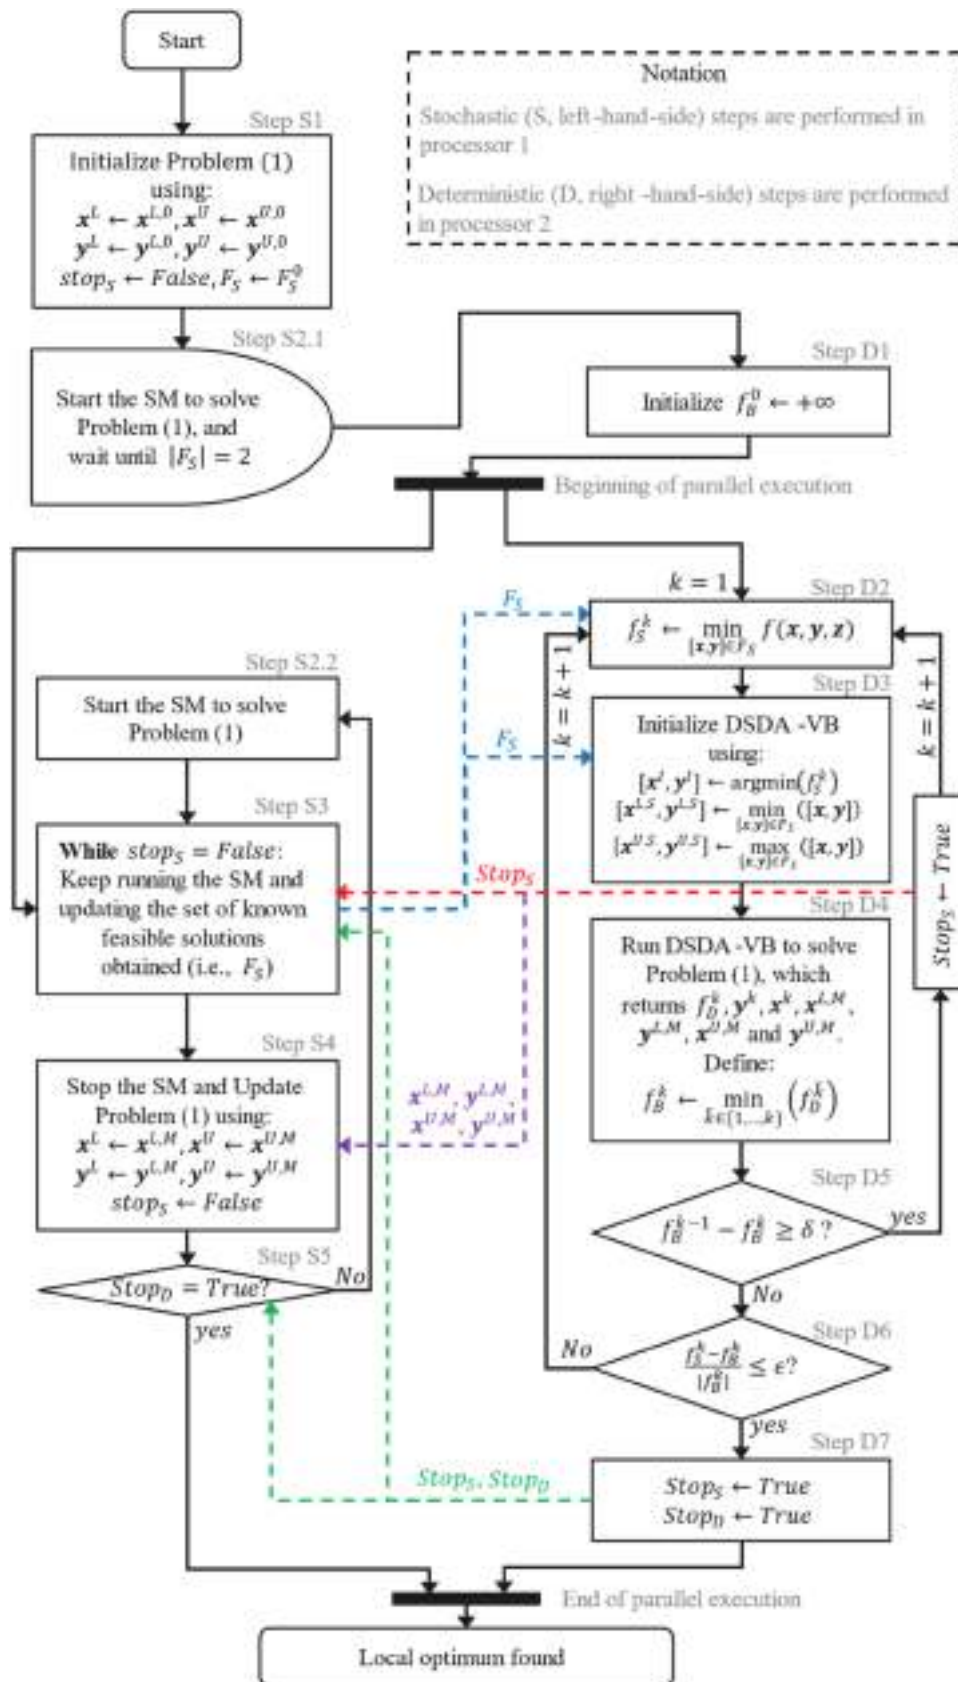 Start
Notation
Stochastic (S, left-hand-side) steps are performed in
processor 1
Deterministic (D, right -hand-side) steps are performed
in processor 2
Step S1
Initialize Problem (1)
using:
x^L ← x^{L,D}, x^U ← x^{U,D}
y^L ← y^{L,D}, y^U ← y^{U,D}
stop_S ← False, F_S ← F_S^0
Step S2.1
Start the SM to solve
Problem (1), and
wait until |F_S| = 2
Step D1
Initialize f_B^0 ← +∞
Beginning of parallel execution
k = 1
Step D2
f_S^k ← min f(x, y, z)
[x,y]∈F_S
k = k + 1
k = k + 1
F_S
F_S
Step S2.2
Start the SM to solve
Problem (1)
Step D3
Initialize DSDA -VB
using:
[x^I, y^I] ← argmin(f_S^k)
[x^{L,S}, y^{L,S}] ← min ([x, y])
[x,y]∈F_S
[x^{U,S}, y^{U,S}] ← max ([x, y])
[x,y]∈F_S
Step S3
While stop_S = False:
Keep running the SM and
updating the set of known
feasible solutions
obtained (i.e., F_S)
Stop_S
Stop_S ← True
Step D4
Run DSDA -VB to solve
Problem (1), which
returns f_D^k, y^k, x^k, x^{L,M},
y^{L,M}, x^{U,M} and y^{U,M}.
Define:
f_B^k ← min (f_D^k)
k∈{1,...,k}
Step S4
Stop the SM and Update
Problem (1) using:
x^L ← x^{L,M}, x^U ← x^{U,M}
y^L ← y^{L,M}, y^U ← y^{U,M}
stop_S ← False
x^{L,M}, y^{L,M},
x^{U,M}, y^{U,M}
Step D5
f_B^{k-1} − f_B^k ≥ δ ?
yes
No
Step S5
Stop_D = True?
No
yes
Step D6
f_S^k−f_B^k
|f_B^k|
≤ ϵ?
No
yes
Step D7
Stop_S ← True
Stop_D ← True
Stop_S, Stop_D
End of parallel execution
Local optimum found